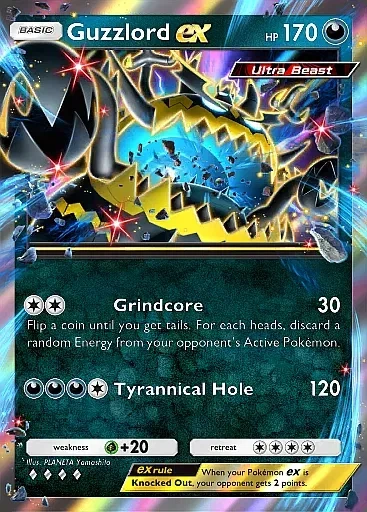 BASIC Guzzlord ex HP 170
Ultra Beast
Grindcore 30
Flip a coin until you get tails. For each heads, discard a
random Energy from your opponent's Active Pokémon.
Tyrannical Hole 120
weakness +20 retreat
Illus. PLANETA Yamashita
ex rule When your Pokémon ex is
Knocked Out, your opponent gets 2 points.